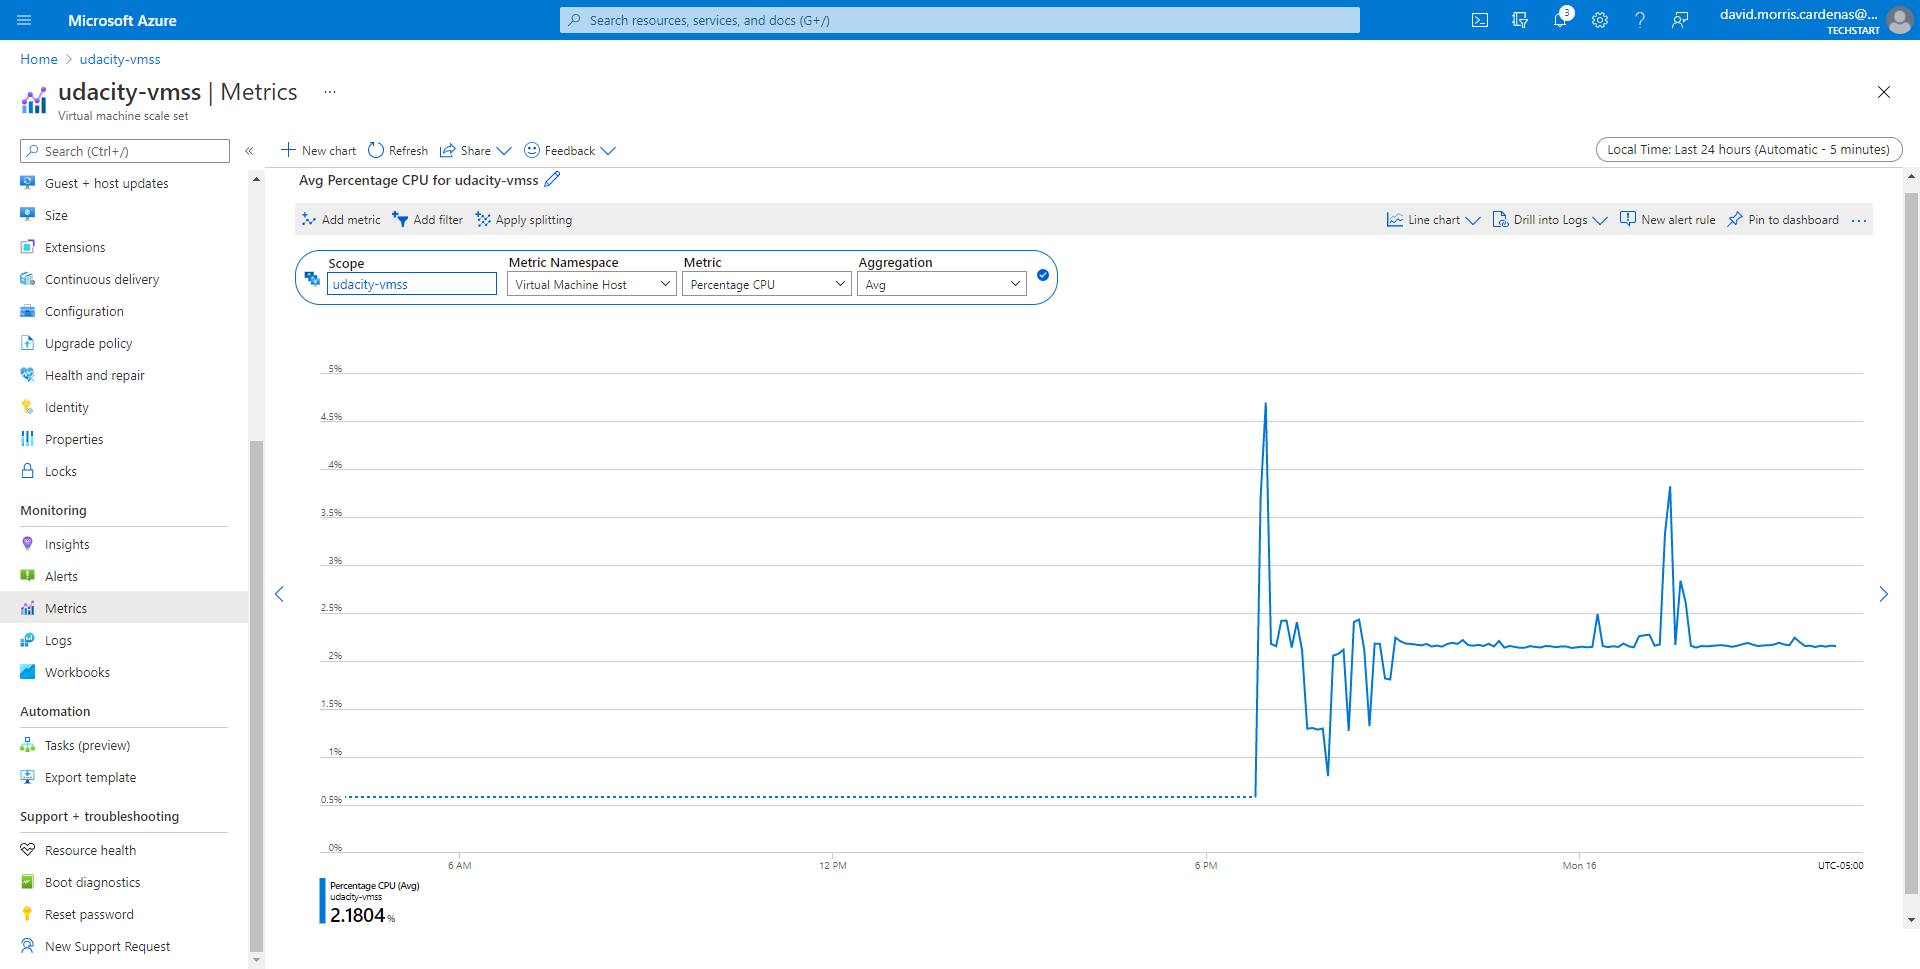 Microsoft Azure
Search resources, services, and docs (G+/)
3
david.morris.cardenas@...
TECHSTART
Home > udacity-vmss
udacity-vmss | Metrics ...
Virtual machine scale set
Search (Ctrl+/)
«
New chart
Refresh
Share
Feedback
Local Time: Last 24 hours (Automatic - 5 minutes)
Guest + host updates
Size
Extensions
Continuous delivery
Configuration
Upgrade policy
Health and repair
Identity
Properties
Locks
Monitoring
Insights
Alerts
Metrics
Logs
Workbooks
Automation
Tasks (preview)
Export template
Support + troubleshooting
Resource health
Boot diagnostics
Reset password
New Support Request
Avg Percentage CPU for udacity-vmss
Add metric
Add filter
Apply splitting
Line chart
Drill into Logs
New alert rule
Pin to dashboard
...
Scope
udacity-vmss
Metric Namespace
Virtual Machine Host
Metric
Percentage CPU
Aggregation
Avg
5%
4.5%
4%
3.5%
3%
2.5%
2%
1.5%
1%
0.5%
0%
6 AM
12 PM
6 PM
Mon 16
UTC-05:00
Percentage CPU (Avg)
udacity-vmss
2.1804 %